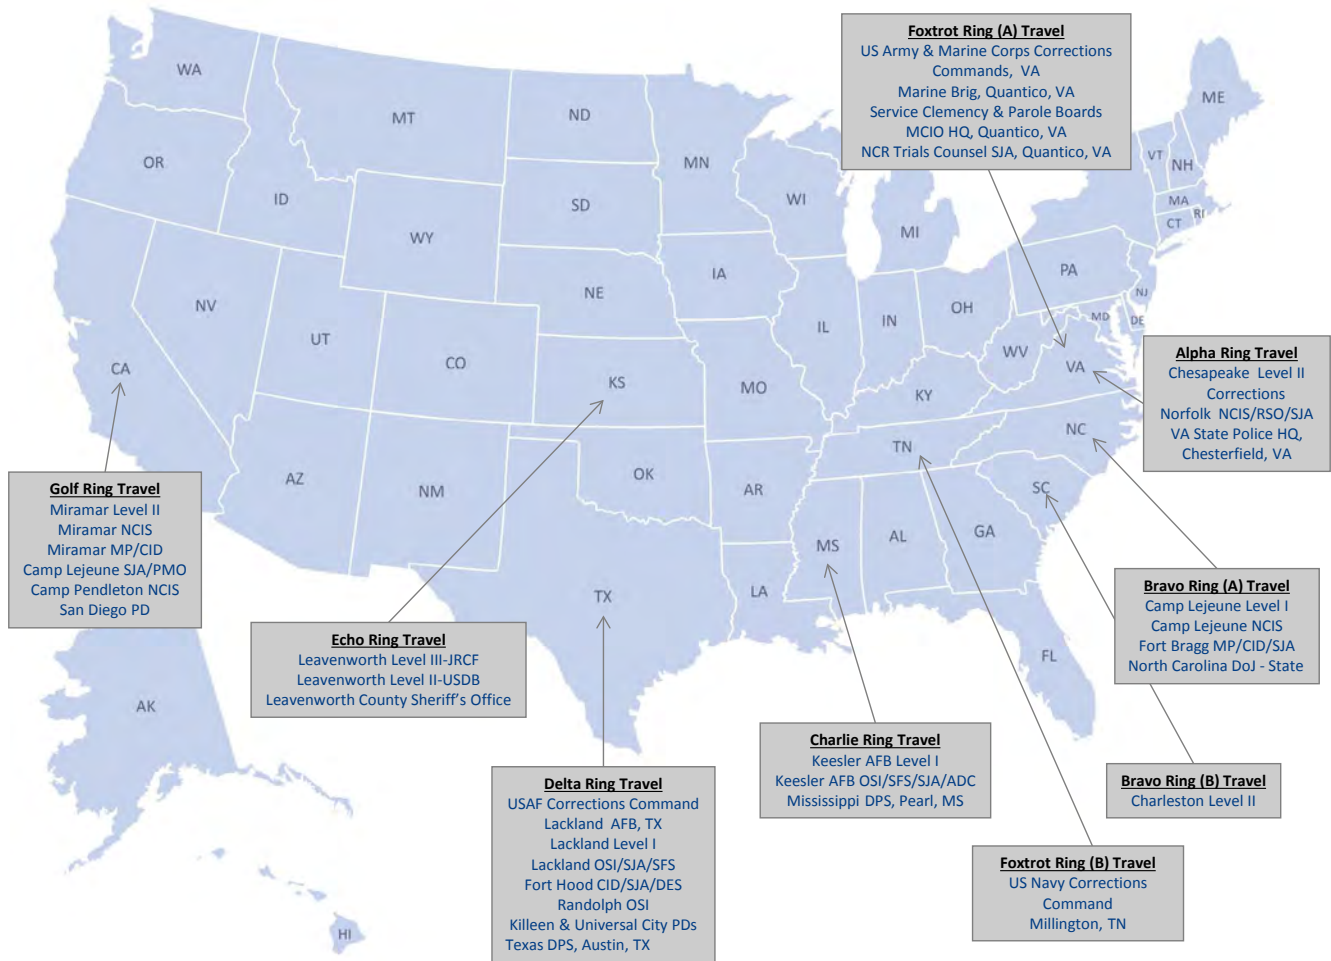 Foxtrot Ring (A) Travel
US Army & Marine Corps Corrections
Commands, VA
Marine Brig, Quantico, VA
Service Clemency & Parole Boards
MCIO HQ, Quantico, VA
NCR Trials Counsel SJA, Quantico, VA
WA
MT
ND
MN
ME
OR
ID
SD
WI
VT
NH
WY
MI
MA
RI
CT
IA
PA
NE
NV
NJ
IL
IN
OH
MD
DE
UT
CO
WV
CA
KS
MO
VA
KY
NC
TN
AZ
NM
OK
AR
SC
MS
AL
GA
LA
TX
FL
AK
HI
Alpha Ring Travel
Chesapeake Level II
Corrections
Norfolk NCIS/RSO/SJA
VA State Police HQ,
Chesterfield, VA
Golf Ring Travel
Miramar Level II
Miramar NCIS
Miramar MP/CID
Camp Lejeune SJA/PMO
Camp Pendleton NCIS
San Diego PD
Bravo Ring (A) Travel
Camp Lejeune Level I
Camp Lejeune NCIS
Fort Bragg MP/CID/SJA
North Carolina DoJ - State
Echo Ring Travel
Leavenworth Level III-JRCF
Leavenworth Level II-USDB
Leavenworth County Sheriff's Office
Charlie Ring Travel
Keesler AFB Level I
Keesler AFB OSI/SFS/SJA/ADC
Mississippi DPS, Pearl, MS
Bravo Ring (B) Travel
Charleston Level II
Delta Ring Travel
USAF Corrections Command
Lackland AFB, TX
Lackland Level I
Lackland OSI/SJA/SFS
Fort Hood CID/SJA/DES
Randolph OSI
Killeen & Universal City PDs
Texas DPS, Austin, TX
Foxtrot Ring (B) Travel
US Navy Corrections
Command
Millington, TN